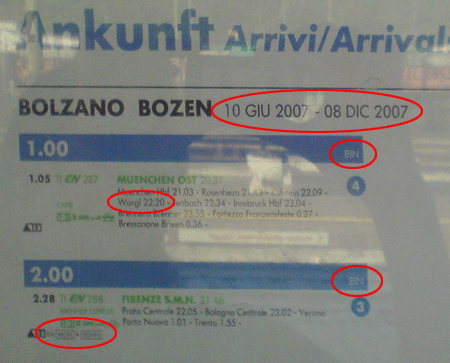 Ankunft Arrivi/Arrivals
BOLZANO BOZEN 10 GIU 2007 - 08 DIC 2007
1.00 BIN
1.05 TI EN 287 MUENCHEN OST 20.37 4
Muenchen Hbf 21.03 - Rosenheim 21.43 - Kufstein 22.09 -
Worgl 22.20 - Jenbach 22.34 - Innsbruck Hbf 23.04 -
Brennero Brenner 23.55 - Fortezza Franzensfeste 0.27 -
Bressanone Brixen 0.36 -
2.00 BIN
2.28 TI EN 288 FIRENZE S.M.N. 21.46 3
Prato Centrale 22.05 - Bologna Centrale 23.02 - Verona
Porta Nuova 1.01 - Trento 1.55 -